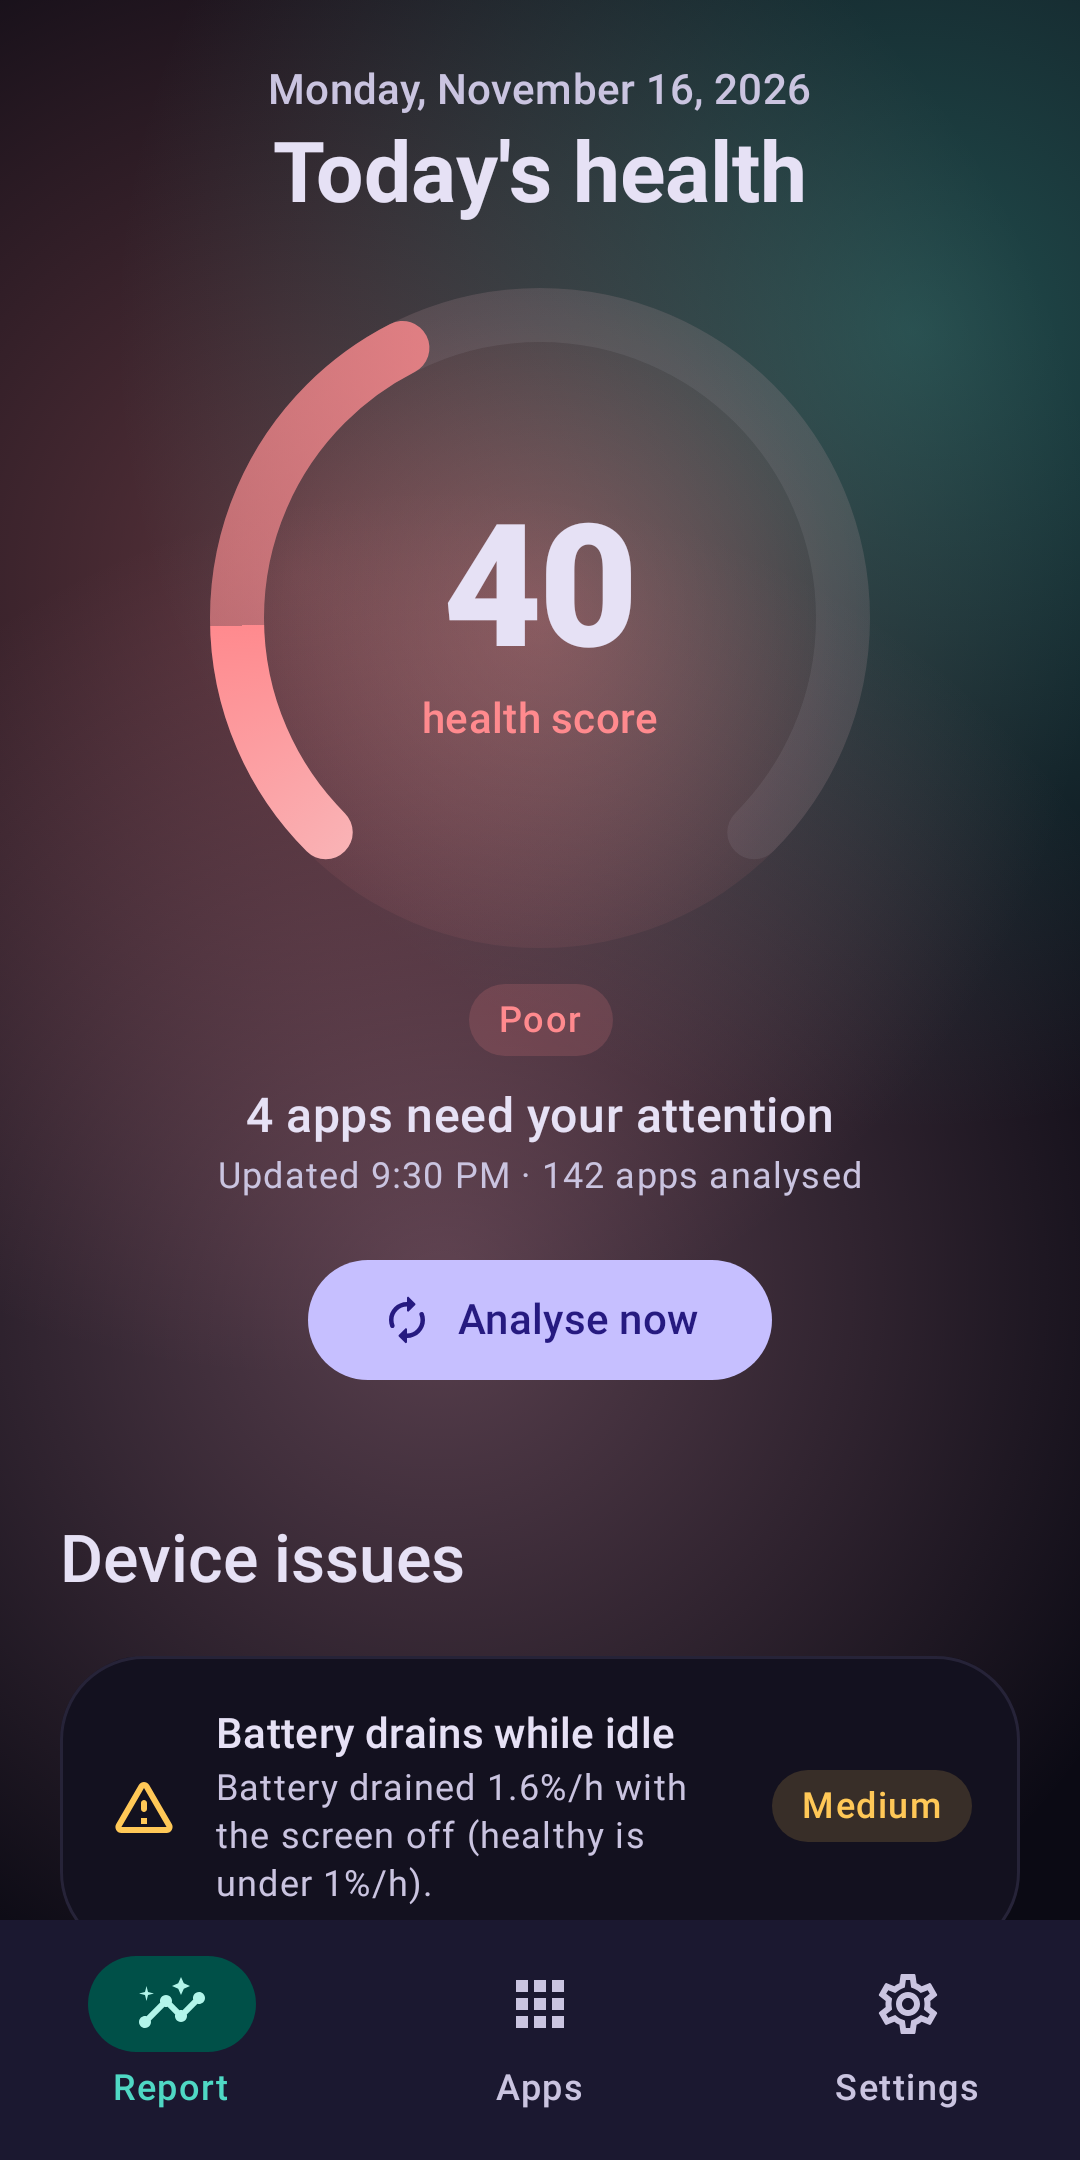 Monday, November 16, 2026
Today's health
40
health score
Poor
4 apps need your attention
Updated 9:30 PM · 142 apps analysed
Analyse now
Device issues
Battery drains while idle
Battery drained 1.6%/h with
the screen off (healthy is
under 1%/h).
Medium
Report
Apps
Settings